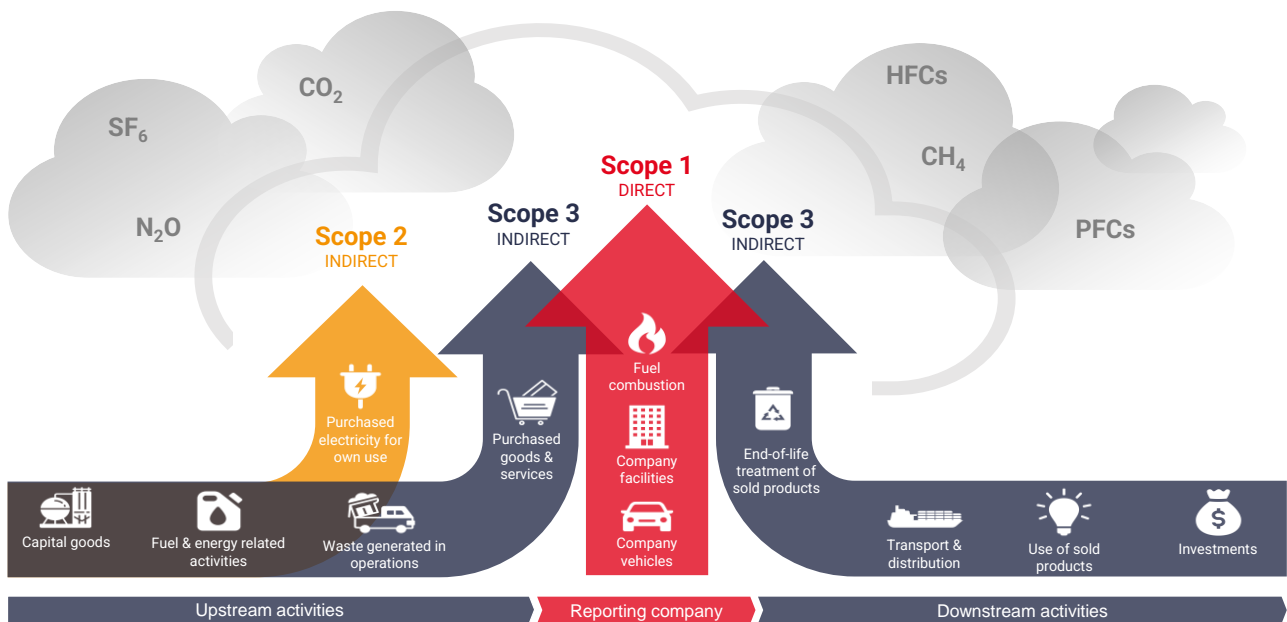 SF₆
CO₂
N₂O
HFCs
CH₄
PFCs
Scope 2
INDIRECT
Scope 3
INDIRECT
Scope 1
DIRECT
Scope 3
INDIRECT
Purchased
electricity for
own use
Purchased
goods &
services
Fuel
combustion
Company
facilities
Company
vehicles
End-of-life
treatment of
sold products
Capital goods
Fuel & energy related
activities
Waste generated in
operations
Transport &
distribution
Use of sold
products
$
Investments
Upstream activities
Reporting company
Downstream activities